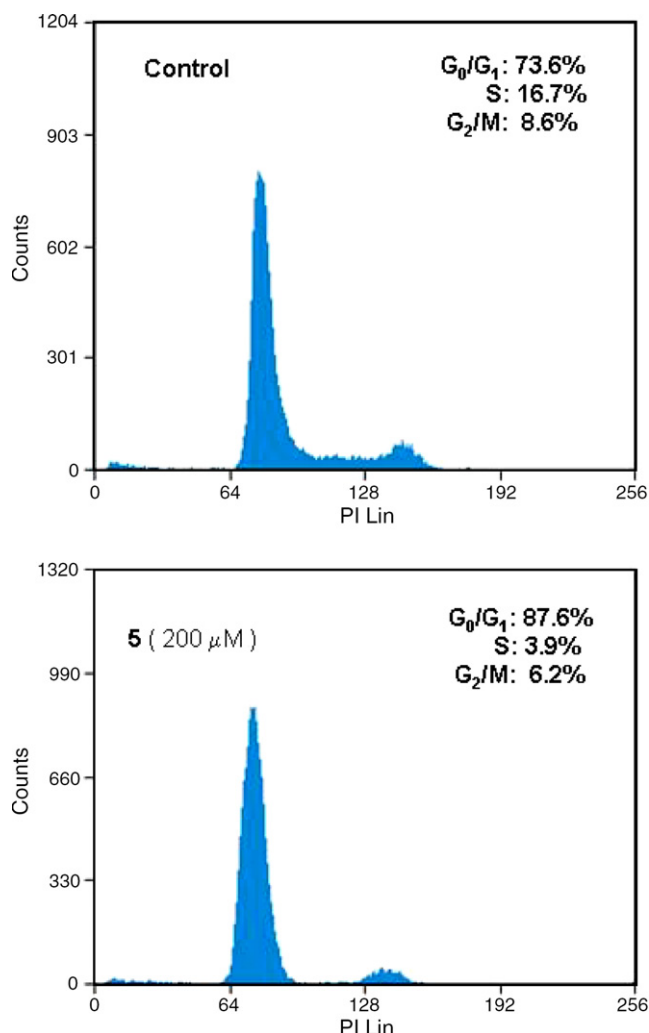 1204
Control
G₀/G₁: 73.6%
S: 16.7%
G₂/M: 8.6%
903
602
301
0
Counts
0 64 128 192 256
PI Lin
1320
5 ( 200 μM )
G₀/G₁: 87.6%
S: 3.9%
G₂/M: 6.2%
990
660
330
0
Counts
0 64 128 192 256
PI Lin